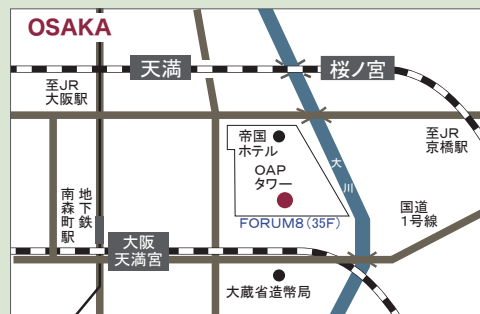 OSAKA
天満
桜ノ宮
至JR
大阪駅
帝国
ホテル
至JR
京橋駅
OAP
タワー
大川
地下鉄
南森町駅
国道
1号線
FORUM8(35F)
大阪
天満宮
大蔵省造幣局